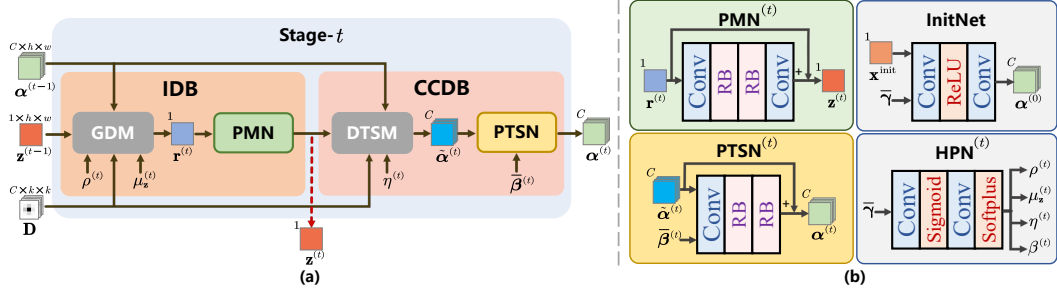 Stage-t
C×h×w
α^(t−1)
IDB
CCDB
1×h×w
z^(t−1)
GDM
1
r^(t)
PMN
DTSM
C
α̃^(t)
PTSN
C
α^(t)
ρ^(t)
μ_z^(t)
η^(t)
β̅^(t)
C×k×k
D
1
z^(t)
(a)
PMN^(t)
1
r^(t)
Conv
RB
RB
Conv
+
1
z^(t)
InitNet
1
x^init
γ̅
Conv
ReLU
Conv
C
α^(0)
PTSN^(t)
C
α̃^(t)
β̅^(t)
Conv
RB
RB
+
C
α^(t)
HPN^(t)
γ̅
Conv
Sigmoid
Conv
Softplus
ρ^(t)
μ_z^(t)
η^(t)
β^(t)
(b)